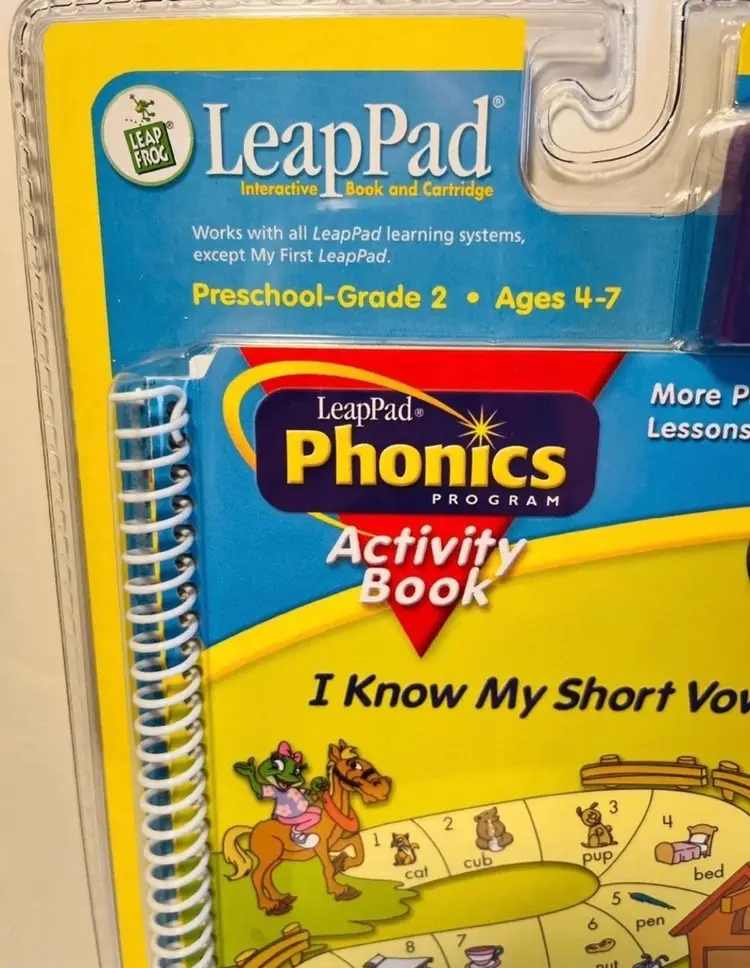 LEAP
FROG®
LeapPad®
Interactive Book and Cartridge
Works with all LeapPad learning systems,
except My First LeapPad.
Preschool-Grade 2 • Ages 4-7
More
Lessons
LeapPad®
Phonics
PROGRAM
Activity
Book
I Know My Short
1 cat
2 cub
3 pup
4 bed
5 pen
6
7
8